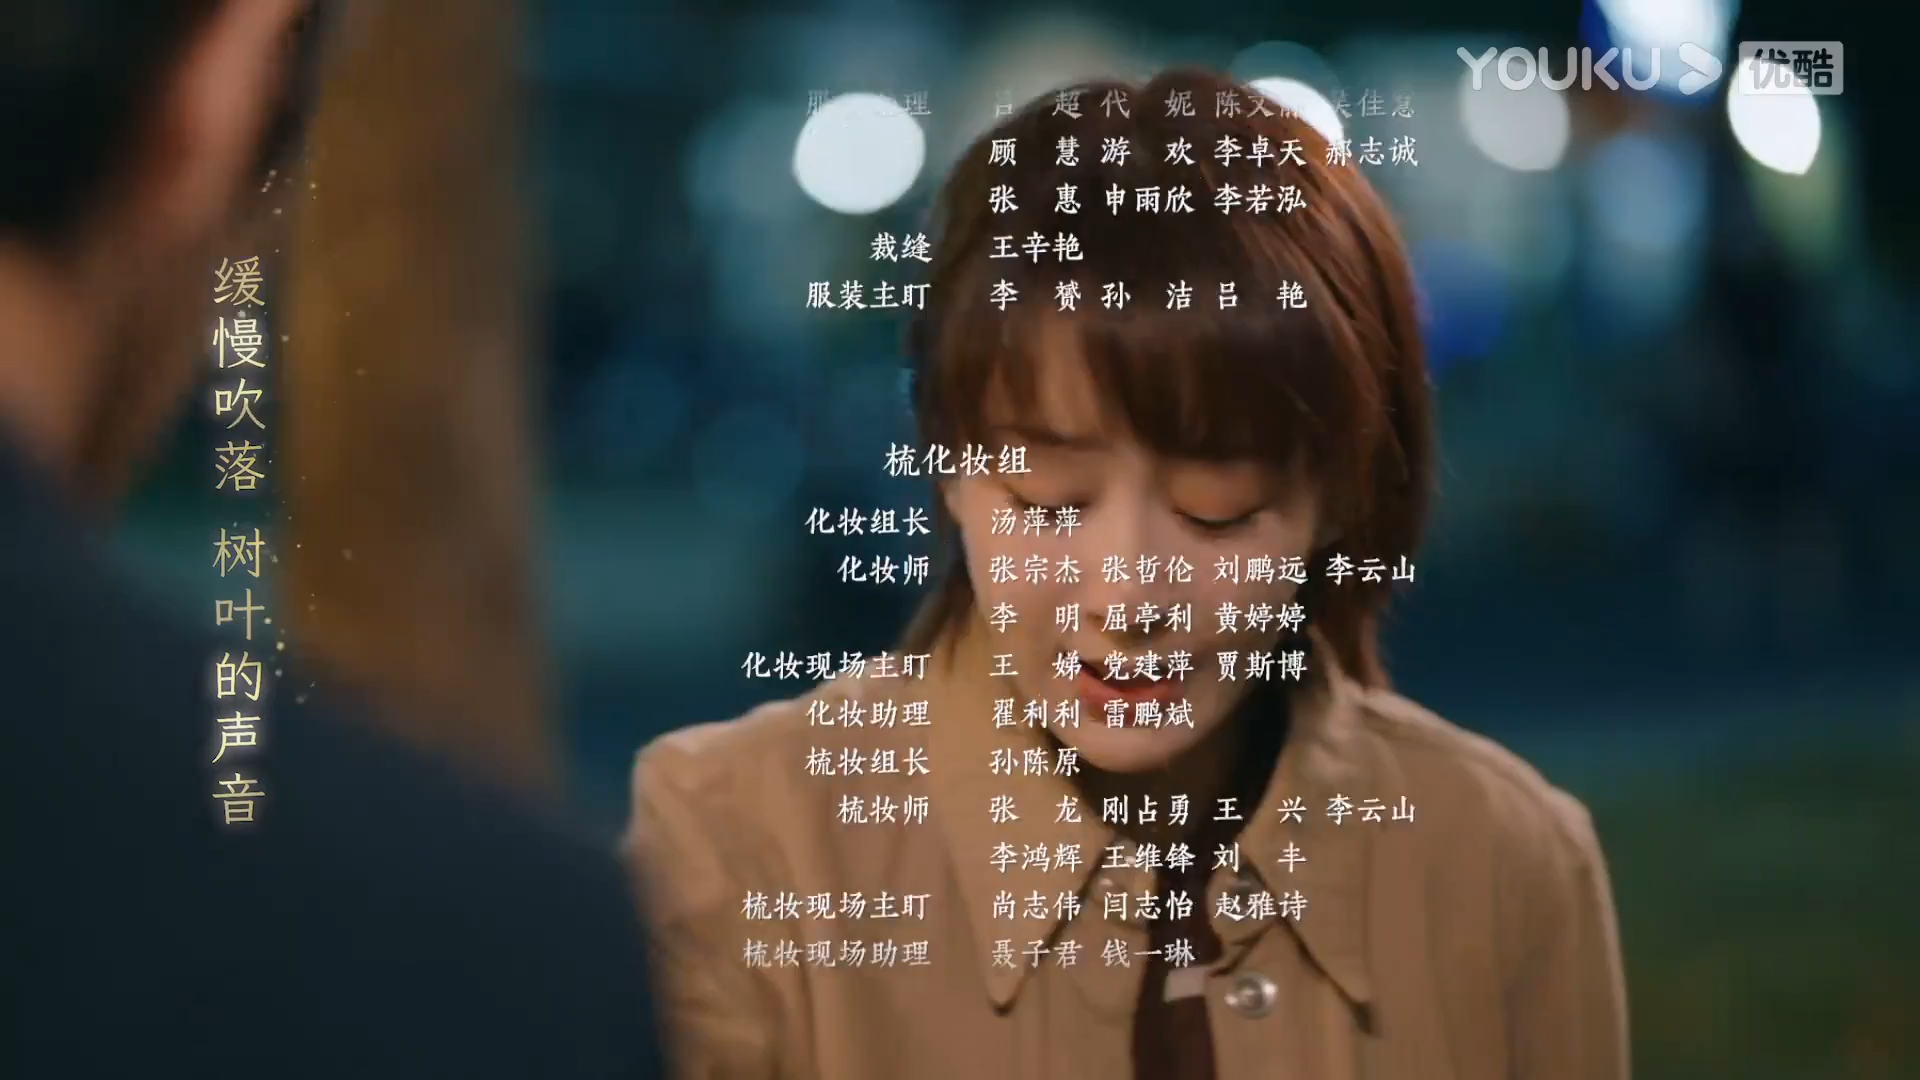 YOUKU 优酷
顾 慧 游 欢 李卓天 郝志诚
张 惠 申雨欣 李若泓
裁缝 王辛艳
服装主盯 李 赟 孙 洁 吕 艳
梳化妆组
化妆组长 汤萍萍
化妆师 张宗杰 张哲伦 刘鹏远 李云山
李 明 屈亭利 黄婷婷
化妆现场主盯 王 娣 党建萍 贾斯博
化妆助理 翟利利 雷鹏斌
梳妆组长 孙陈原
梳妆师 张 龙 刚占勇 王 兴 李云山
李鸿辉 王维锋 刘 丰
梳妆现场主盯 尚志伟 闫志怡 赵雅诗
梳妆现场助理 聂子君 钱一琳
缓慢吹落 树叶的声音